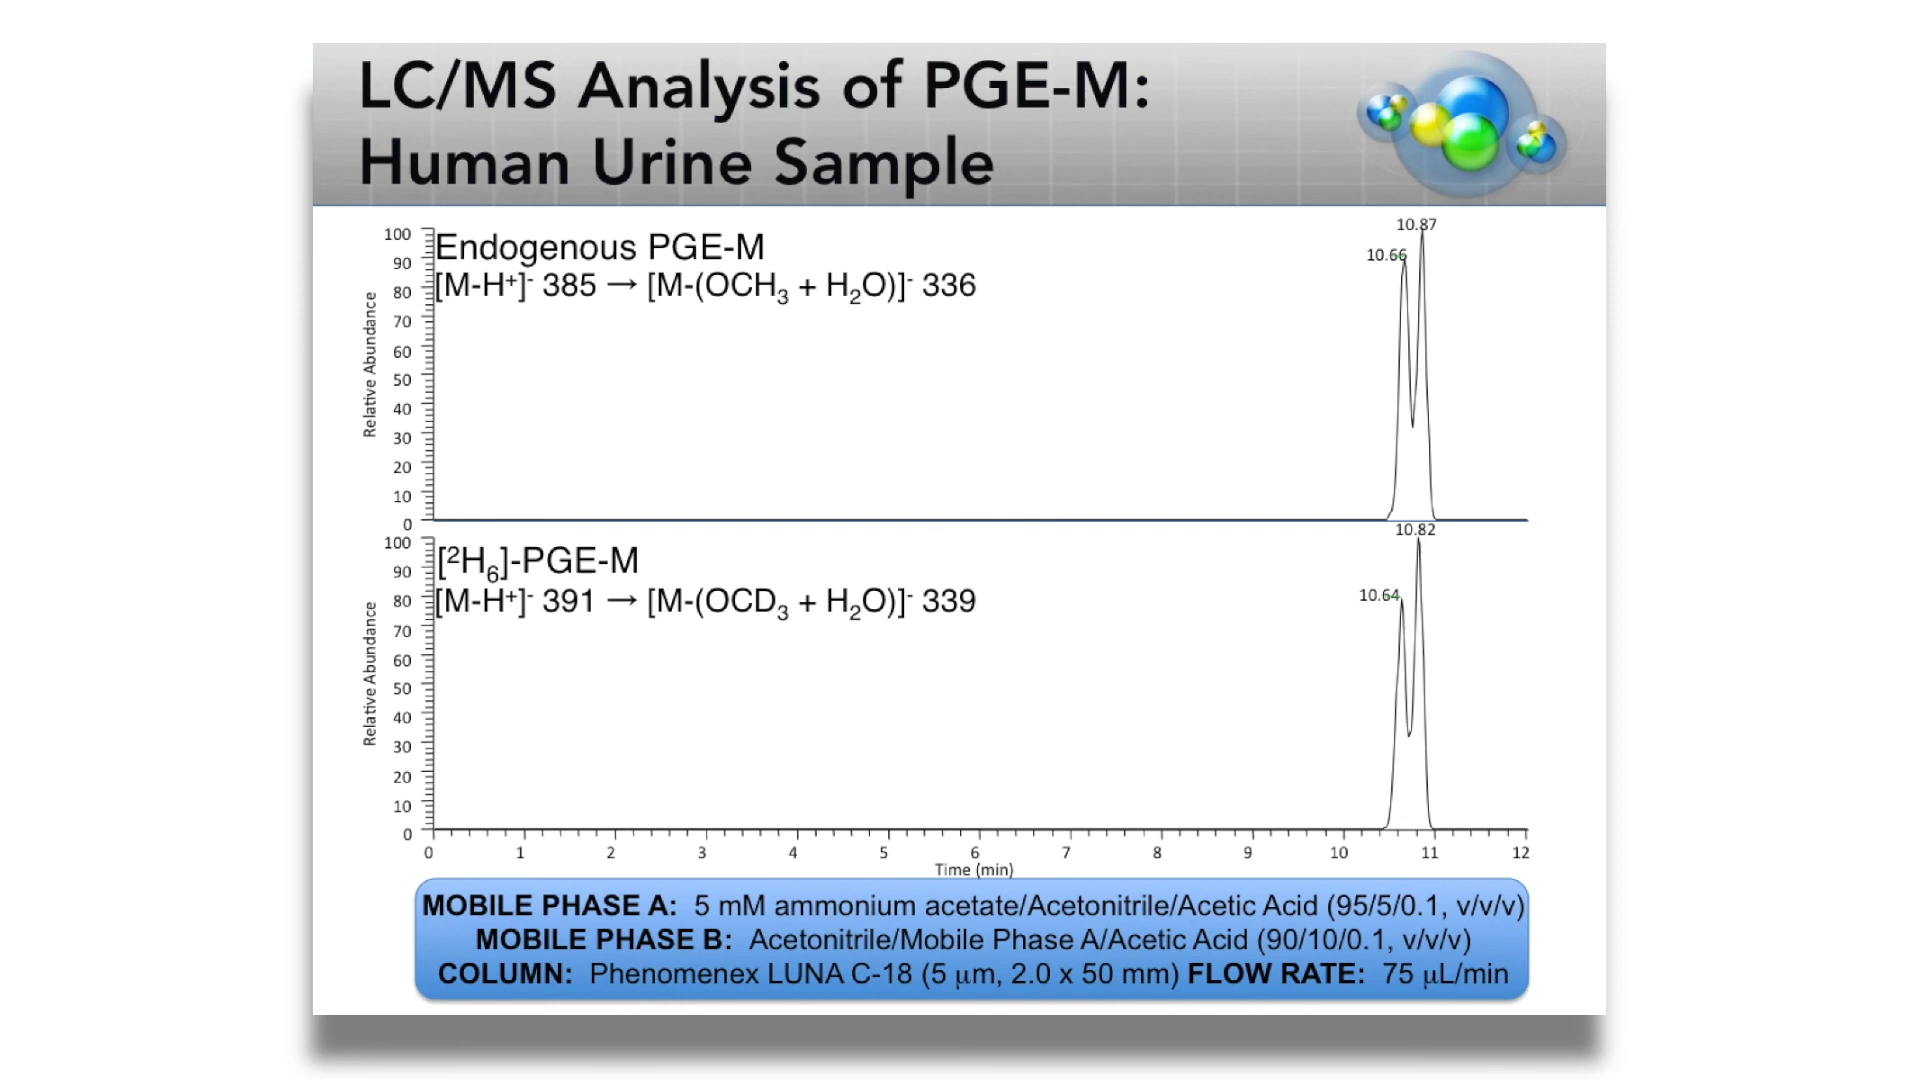 LC/MS Analysis of PGE-M:
Human Urine Sample
Endogenous PGE-M
[M-H⁺]⁻ 385 → [M-(OCH₃ + H₂O)]⁻ 336
10.66
10.87
100
90
80
70
60
50
40
30
20
10
0
Relative Abundance
[²H₆]-PGE-M
[M-H⁺]⁻ 391 → [M-(OCD₃ + H₂O)]⁻ 339
10.64
10.82
100
90
80
70
60
50
40
30
20
10
0
Relative Abundance
0 1 2 3 4 5 6 7 8 9 10 11 12
Time (min)
MOBILE PHASE A: 5 mM ammonium acetate/Acetonitrile/Acetic Acid (95/5/0.1, v/v/v)
MOBILE PHASE B: Acetonitrile/Mobile Phase A/Acetic Acid (90/10/0.1, v/v/v)
COLUMN: Phenomenex LUNA C-18 (5 μm, 2.0 x 50 mm) FLOW RATE: 75 μL/min